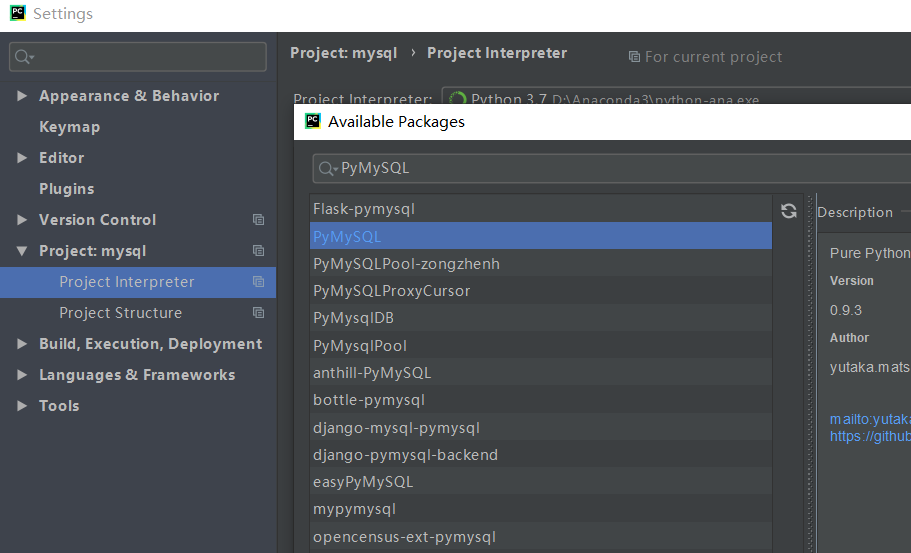 Settings
Project: mysql › Project Interpreter
For current project
Project Interpreter: Python 3.7 D:\Anaconda3\python-ana.exe
Appearance & Behavior
Keymap
Editor
Plugins
Version Control
Project: mysql
Project Interpreter
Project Structure
Build, Execution, Deployment
Languages & Frameworks
Tools
Available Packages
PyMySQL
Flask-pymysql
PyMySQL
PyMySQLPool-zongzhenh
PyMySQLProxyCursor
PyMysqlDB
PyMysqlPool
anthill-PyMySQL
bottle-pymysql
django-mysql-pymysql
django-pymysql-backend
easyPyMySQL
mypymysql
opencensus-ext-pymysql
Description
Pure Python
Version
0.9.3
Author
yutaka.mats
mailto:yutaka
https://github